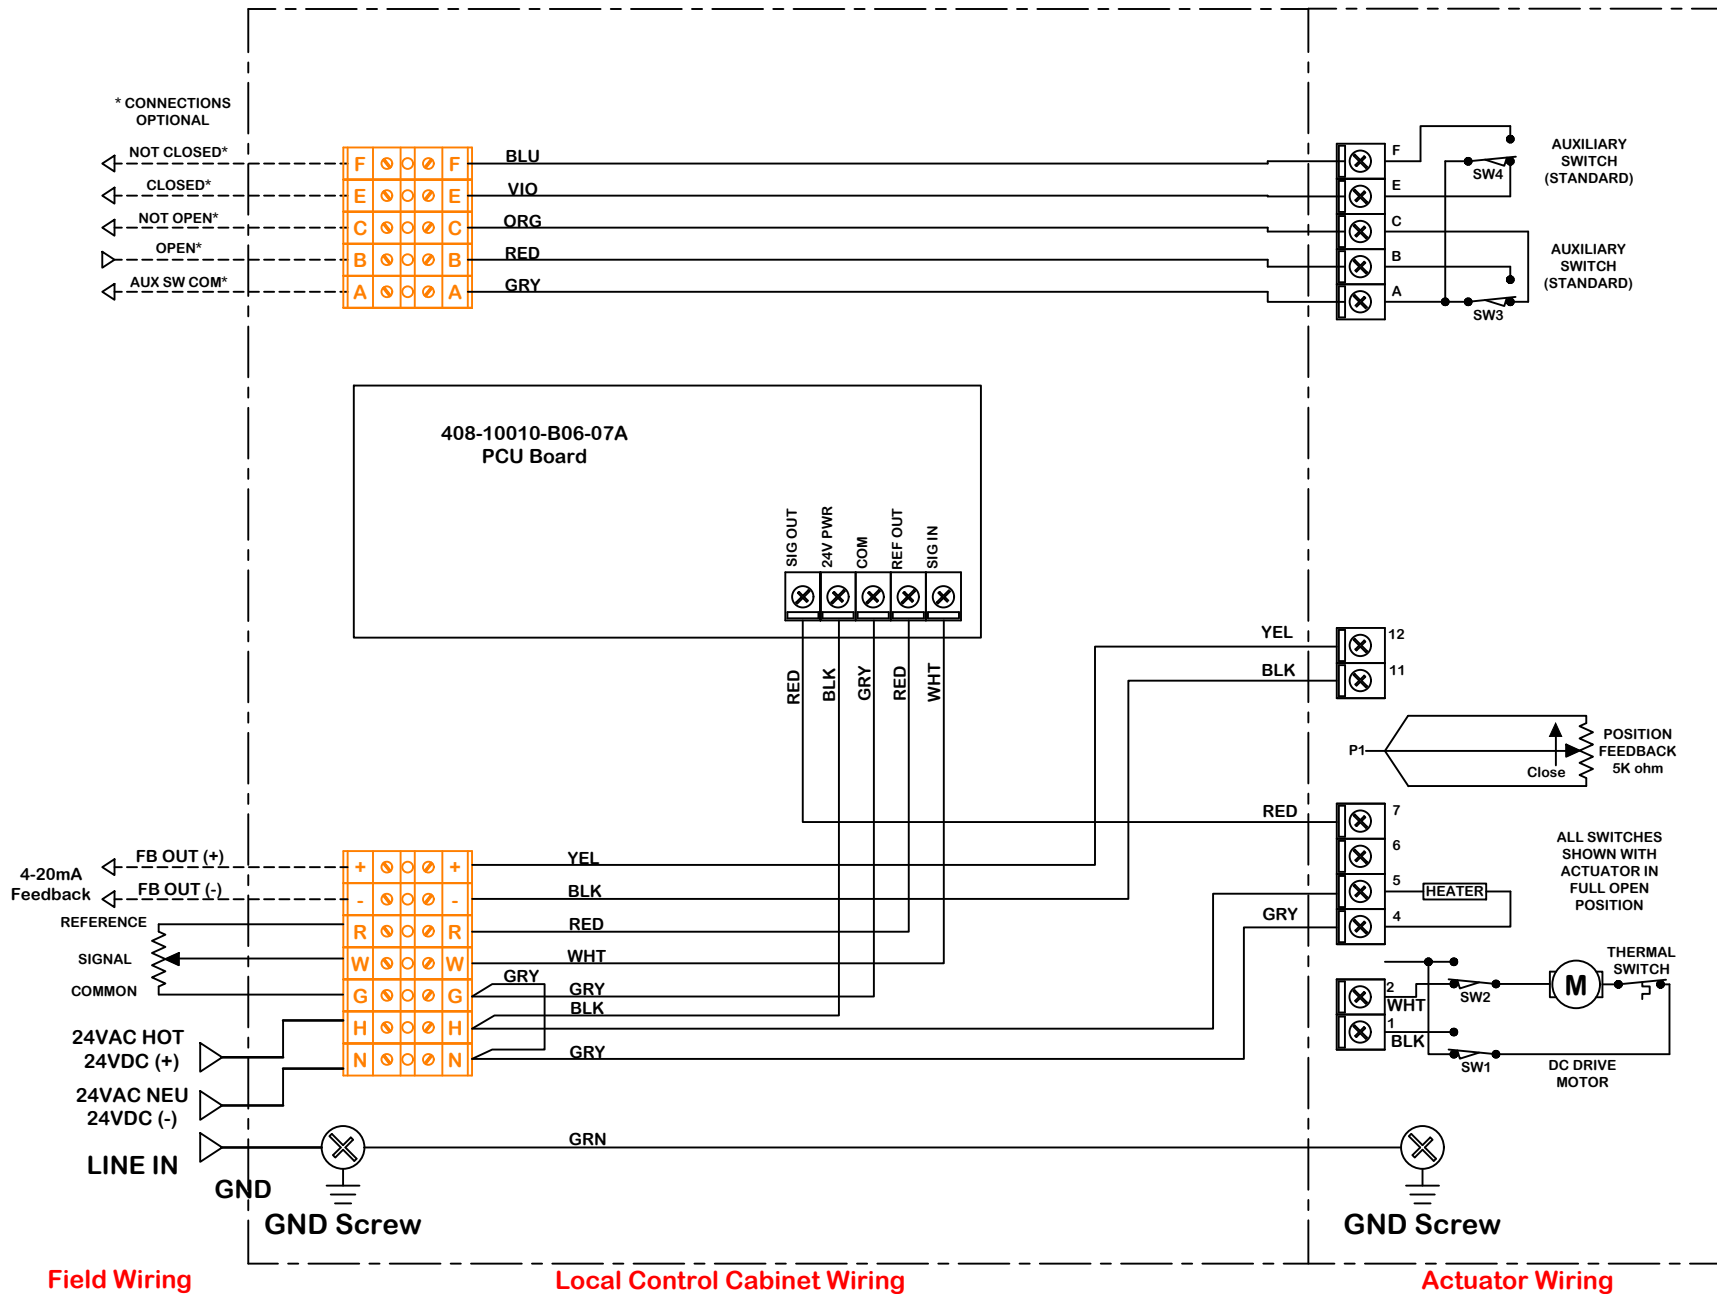 * CONNECTIONS
OPTIONAL
NOT CLOSED*
CLOSED*
NOT OPEN*
OPEN*
AUX SW COM*
F F
E E
C C
B B
A A
BLU
VIO
ORG
RED
GRY
F
E
C
B
A
SW4
SW3
AUXILIARY
SWITCH
(STANDARD)
AUXILIARY
SWITCH
(STANDARD)
408-10010-B06-07A
PCU Board
SIG OUT
24V PWR
COM
REF OUT
SIG IN
RED
BLK
GRY
RED
WHT
YEL
BLK
12
11
P1
Close
POSITION
FEEDBACK
5K ohm
RED
GRY
7
6
5
4
HEATER
ALL SWITCHES
SHOWN WITH
ACTUATOR IN
FULL OPEN
POSITION
4-20mA
Feedback
FB OUT (+)
FB OUT (-)
REFERENCE
SIGNAL
COMMON
24VAC HOT
24VDC (+)
24VAC NEU
24VDC (-)
LINE IN
GND
+ +
- -
R R
W W
G G
H H
N N
YEL
BLK
RED
WHT
GRY
GRY
BLK
GRY
GRN
2
WHT
1
BLK
SW2
SW1
M
THERMAL
SWITCH
DC DRIVE
MOTOR
GND Screw
GND Screw
Field Wiring
Local Control Cabinet Wiring
Actuator Wiring